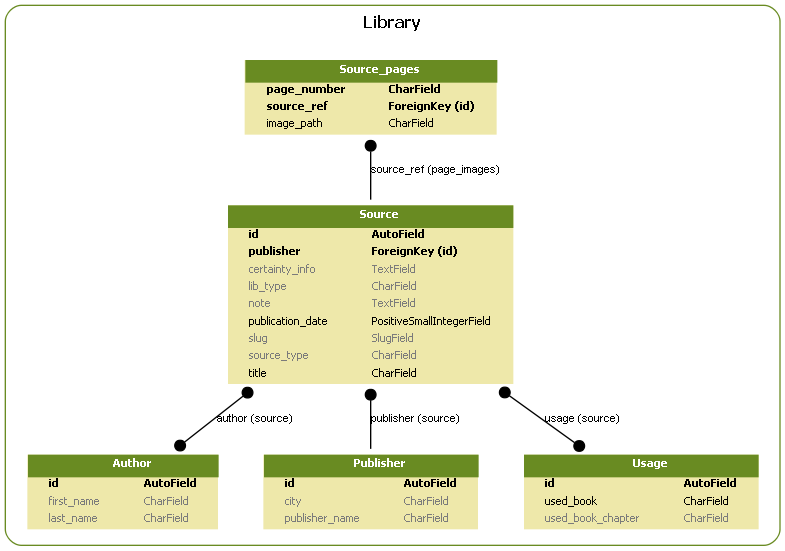 Library
Source_pages
page_number CharField
source_ref ForeignKey (id)
image_path CharField
source_ref (page_images)
Source
id AutoField
publisher ForeignKey (id)
certainty_info TextField
lib_type CharField
note TextField
publication_date PositiveSmallIntegerField
slug SlugField
source_type CharField
title CharField
author (source) publisher (source) usage (source)
Author
id AutoField
first_name CharField
last_name CharField
Publisher
id AutoField
city CharField
publisher_name CharField
Usage
id AutoField
used_book CharField
used_book_chapter CharField